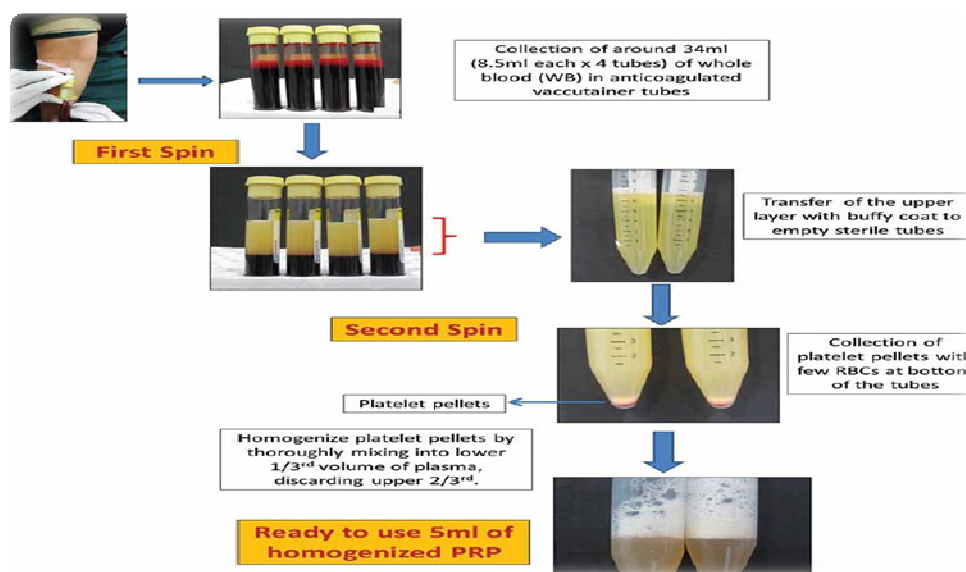 Collection of around 34ml
(8.5ml each x 4 tubes) of whole
blood (WB) in anticoagulated
vaccutainer tubes
First Spin
Transfer of the upper
layer with buffy coat to
empty sterile tubes
Second Spin
Collection of
platelet pellets with
few RBCs at bottom
of the tubes
Platelet pellets
Homogenize platelet pellets by
thoroughly mixing into lower
1/3rd volume of plasma,
discarding upper 2/3rd.
Ready to use 5ml of
homogenized PRP